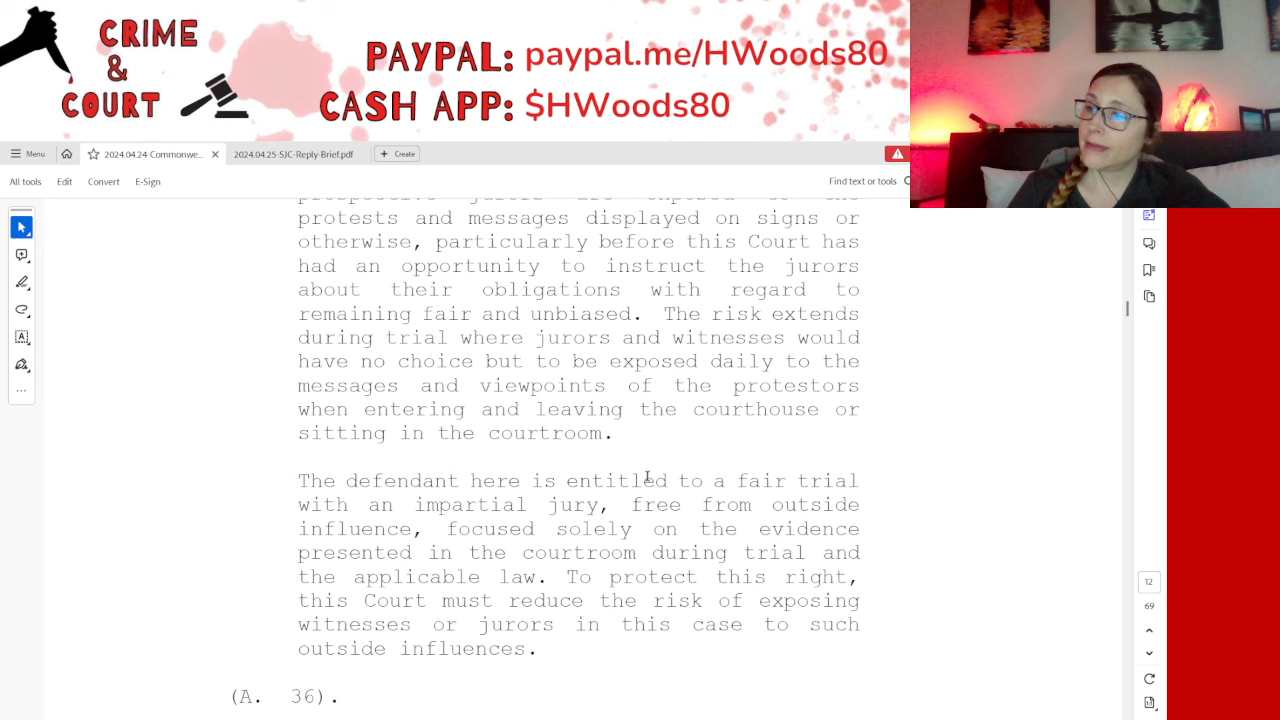 CRIME
&
COURT
PAYPAL: paypal.me/HWoods80
CASH APP: $HWoods80
Menu
2024.04.24-Commonwe...
2024.04.25-SJC-Reply-Brief.pdf
Create
All tools Edit Convert E-Sign
Find text or tools
protests and messages displayed on signs or
otherwise, particularly before this Court has
had an opportunity to instruct the jurors
about their obligations with regard to
remaining fair and unbiased. The risk extends
during trial where jurors and witnesses would
have no choice but to be exposed daily to the
messages and viewpoints of the protestors
when entering and leaving the courthouse or
sitting in the courtroom.
The defendant here is entitled to a fair trial
with an impartial jury, free from outside
influence, focused solely on the evidence
presented in the courtroom during trial and
the applicable law. To protect this right,
this Court must reduce the risk of exposing
witnesses or jurors in this case to such
outside influences.
(A. 36).
12
69